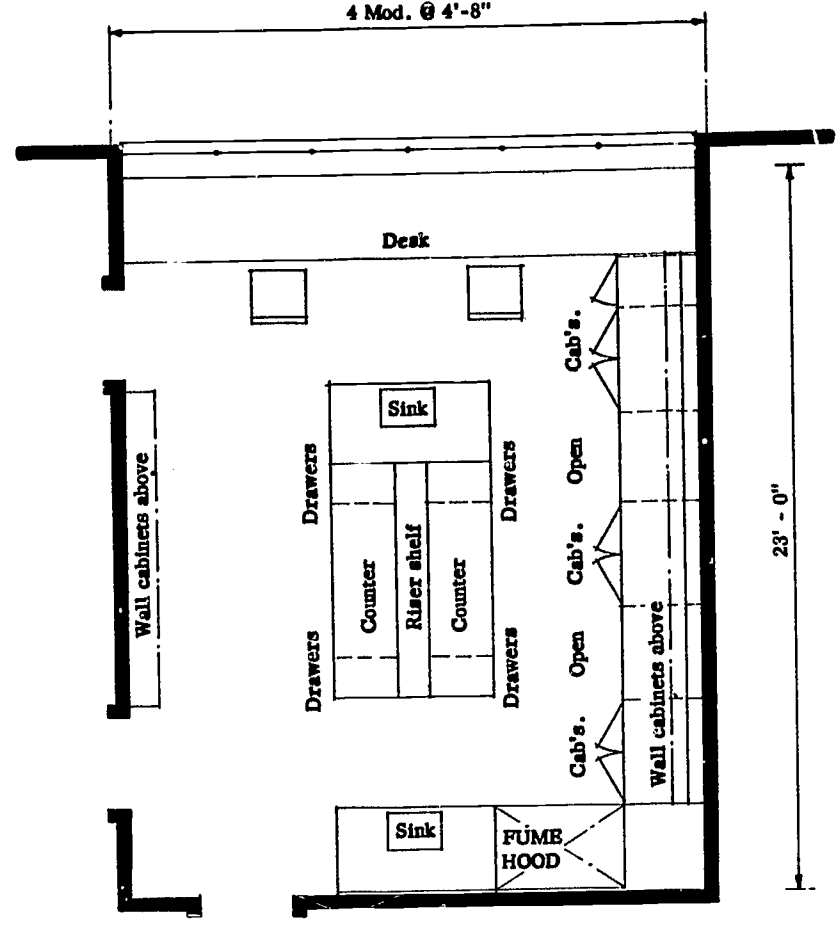 4 Mod. @ 4'-8"
Desk
Cab's.
Sink
Drawers
Drawers
Open
Wall cabinets above
23' - 0"
Counter
Riser shelf
Counter
Cab's.
Drawers
Drawers
Open
Wall cabinets above
Cab's.
Sink
FUME
HOOD